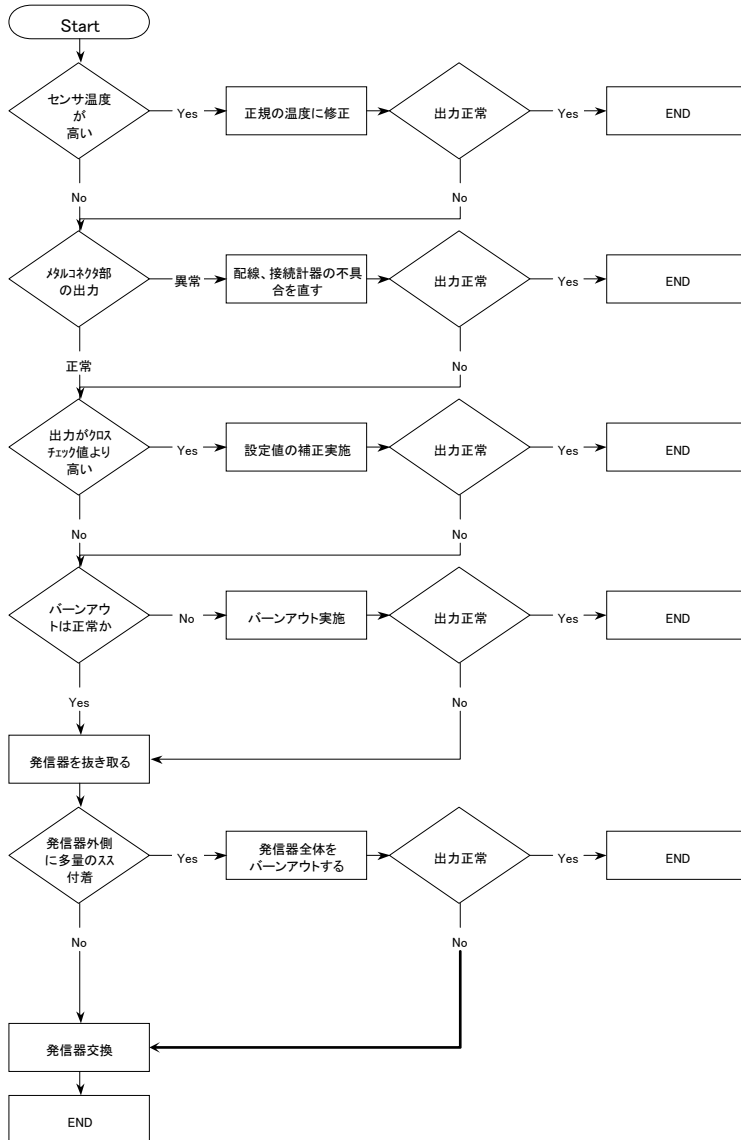 Start
センサ温度
が
高い
Yes
正規の温度に修正
出力正常
Yes
END
No
No
ﾒﾀﾙｺﾈｸﾀ部
の出力
異常
配線、接続計器の不具
合を直す
出力正常
Yes
END
正常
No
出力がｸﾛｽ
ﾁｪｯｸ値より
高い
Yes
設定値の補正実施
出力正常
Yes
END
No
No
バーンアウ
トは正常か
No
バーンアウト実施
出力正常
Yes
END
Yes
No
発信器を抜き取る
発信器外側
に多量のｽｽ
付着
Yes
発信器全体を
バーンアウトする
出力正常
Yes
END
No
No
発信器交換
END